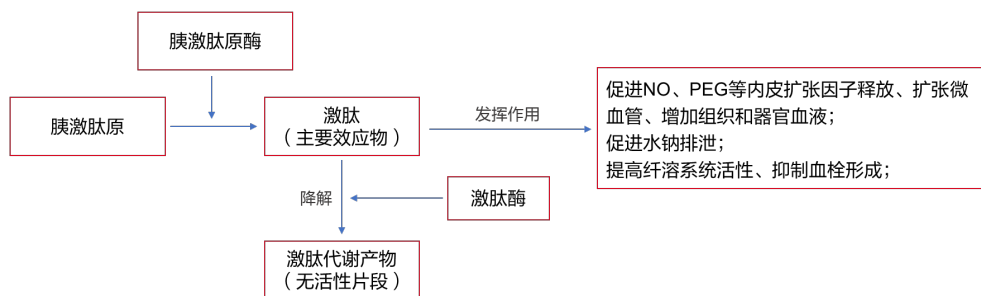 胰激肽原酶
胰激肽原
激肽
（主要效应物）
发挥作用
促进NO、PEG等内皮扩张因子释放、扩张微
血管、增加组织和器官血液；
促进水钠排泄；
提高纤溶系统活性、抑制血栓形成；
降解
激肽酶
激肽代谢产物
（无活性片段）